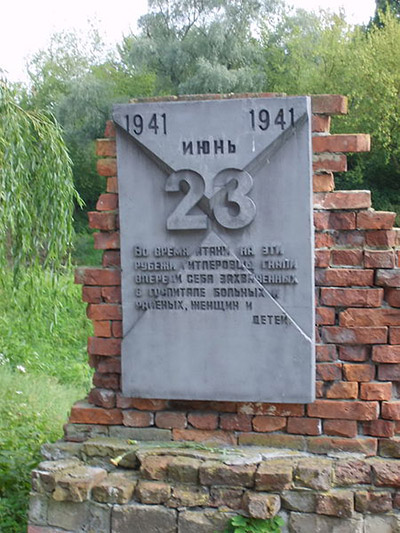 1941 1941
ИЮНЬ
23
ВО ВРЕМЯ АТАКИ НА ЭТИ
РУБЕЖИ ГИТЛЕРОВЦЫ ГНАЛИ
ВПЕРЕДИ СЕБЯ ЗАХВАЧЕННЫХ
В ГОСПИТАЛЕ БОЛЬНЫХ И
РАНЕНЫХ, ЖЕНЩИН И
ДЕТЕЙ